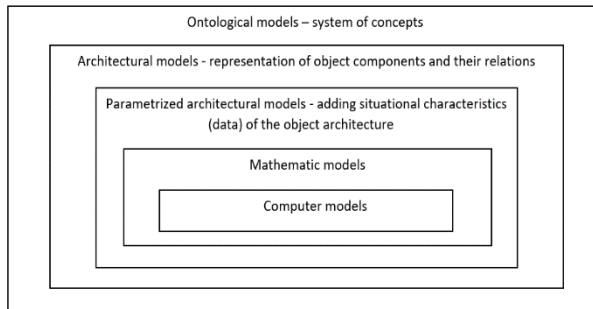 Ontological models – system of concepts
Architectural models - representation of object components and their relations
Parametrized architectural models - adding situational characteristics
(data) of the object architecture
Mathematic models
Computer models